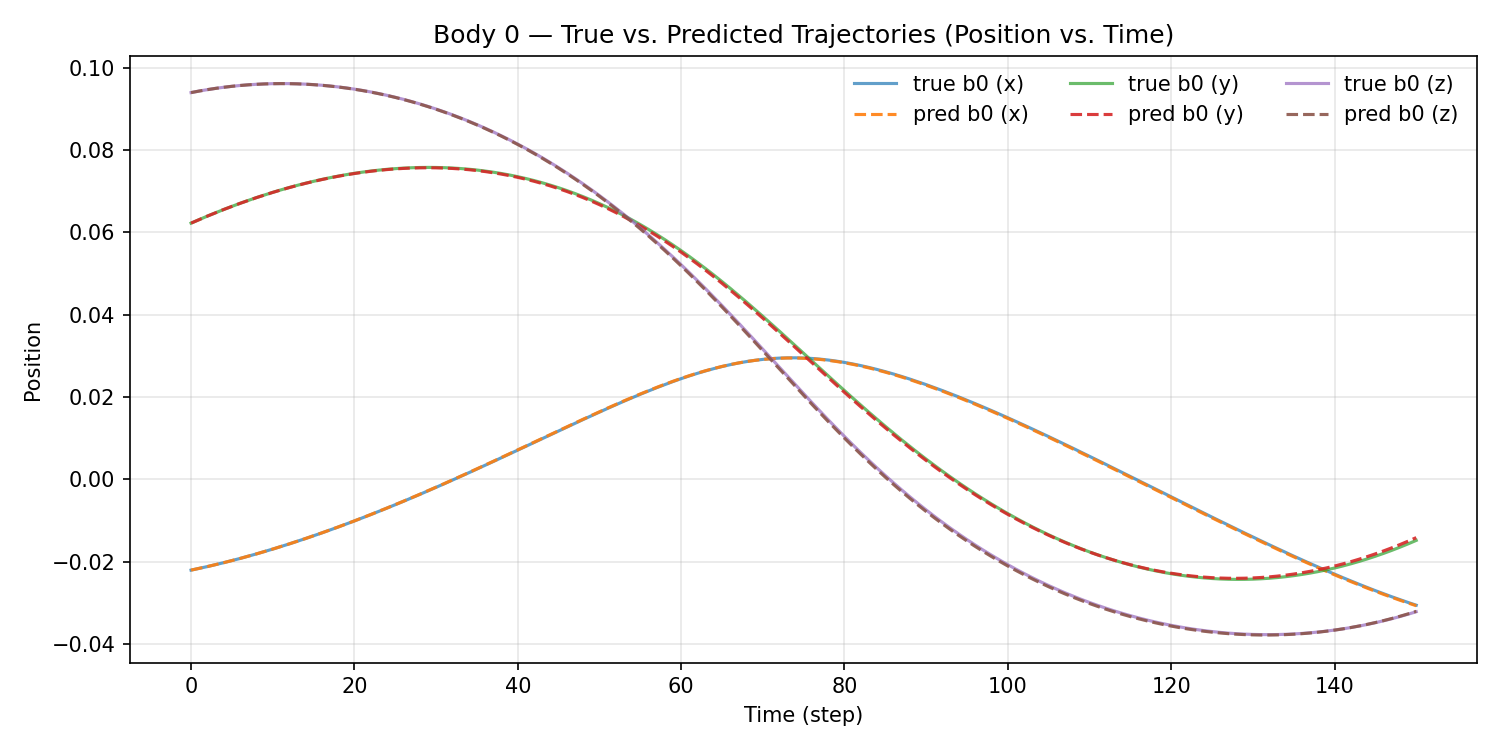 Body 0 — True vs. Predicted Trajectories (Position vs. Time)
true b0 (x) true b0 (y) true b0 (z)
pred b0 (x) pred b0 (y) pred b0 (z)
0.10
0.08
0.06
0.04
0.02
0.00
−0.02
−0.04
Position
0 20 40 60 80 100 120 140
Time (step)